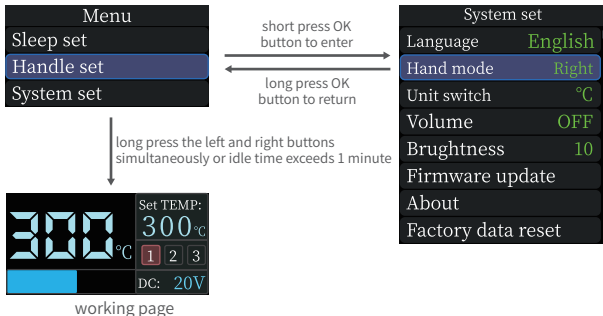 Menu
Sleep set
Handle set
System set
short press OK
button to enter
long press OK
button to return
System set
Language English
Hand mode Right
Unit switch ℃
Volume OFF
Brughtness 10
Firmware update
About
Factory data reset
long press the left and right buttons
simultaneously or idle time exceeds 1 minute
300℃
Set TEMP:
300℃
1 2 3
DC: 20V
working page